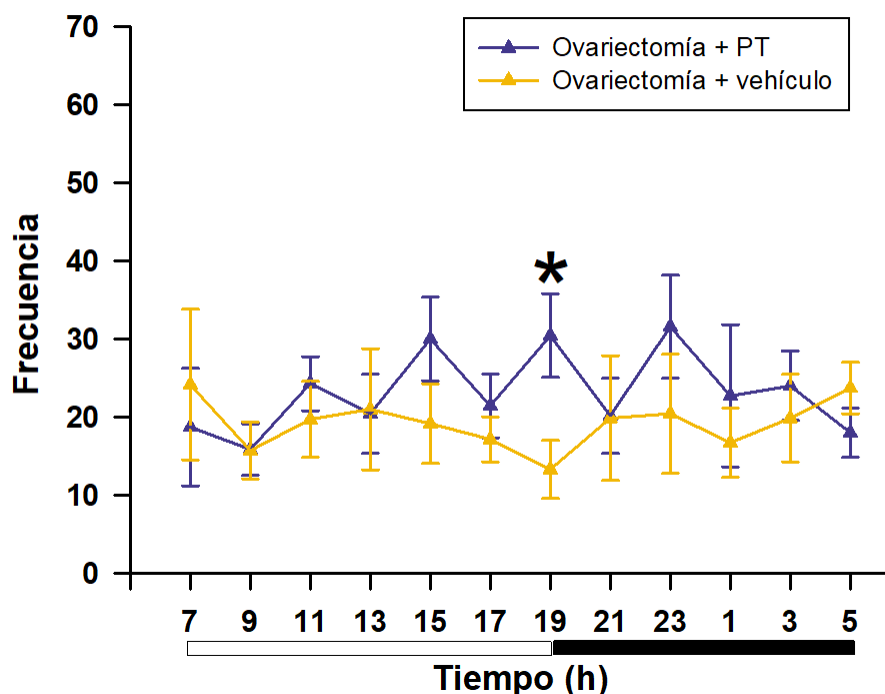 Ovariectomía + PT
Ovariectomía + vehículo
Frecuencia
70
60
50
40
30
20
10
0
*
7 9 11 13 15 17 19 21 23 1 3 5
Tiempo (h)